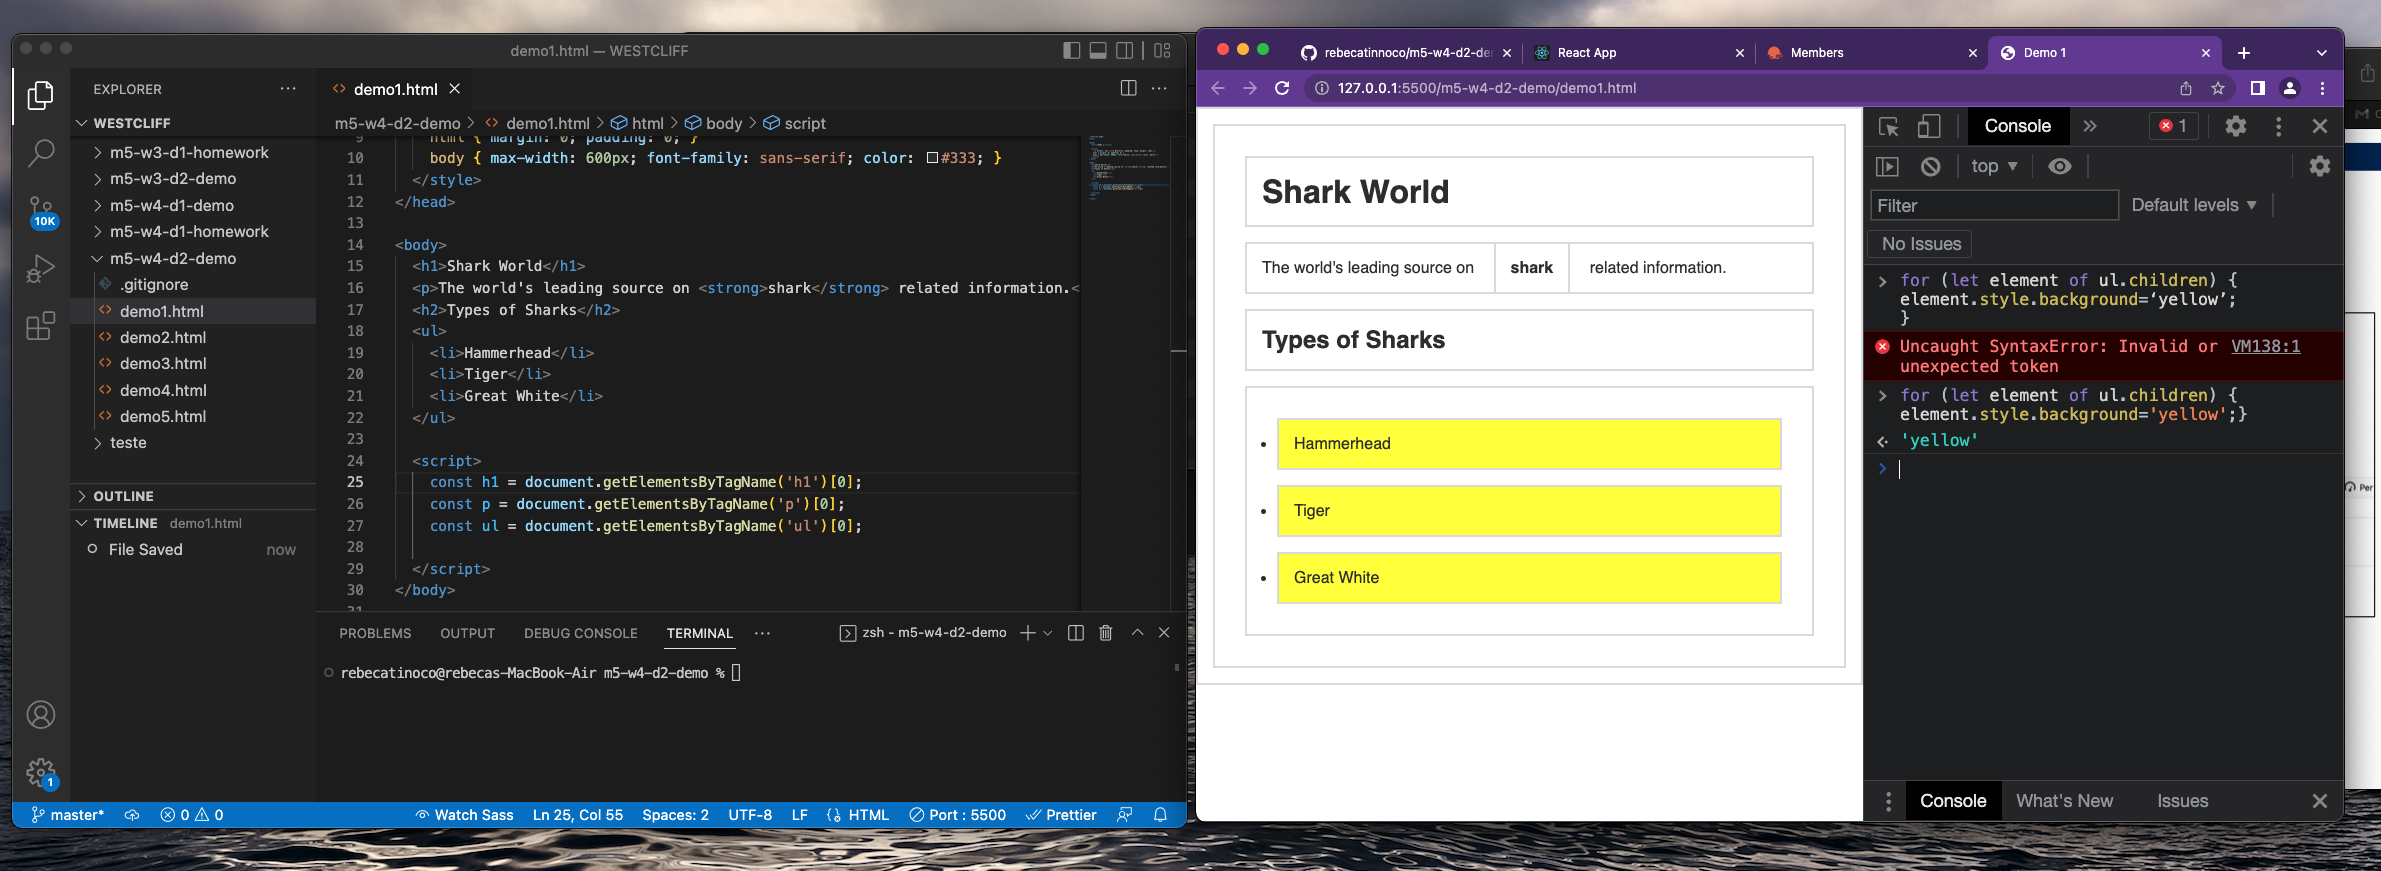 demo1.html — WESTCLIFF
EXPLORER
WESTCLIFF
m5-w3-d1-homework
m5-w3-d2-demo
m5-w4-d1-demo
m5-w4-d1-homework
m5-w4-d2-demo
.gitignore
demo1.html
demo2.html
demo3.html
demo4.html
demo5.html
teste
OUTLINE
TIMELINE demo1.html
File Saved now
10K
1
demo1.html
m5-w4-d2-demo > demo1.html > html > body > script
9 html { margin: 0; padding: 0; }
10 body { max-width: 600px; font-family: sans-serif; color: #333; }
11 </style>
12 </head>
13
14 <body>
15 <h1>Shark World</h1>
16 <p>The world's leading source on <strong>shark</strong> related information.<
17 <h2>Types of Sharks</h2>
18 <ul>
19 <li>Hammerhead</li>
20 <li>Tiger</li>
21 <li>Great White</li>
22 </ul>
23
24 <script>
25 const h1 = document.getElementsByTagName('h1')[0];
26 const p = document.getElementsByTagName('p')[0];
27 const ul = document.getElementsByTagName('ul')[0];
28
29 </script>
30 </body>
31
PROBLEMS OUTPUT DEBUG CONSOLE TERMINAL
zsh - m5-w4-d2-demo
rebecatinoco@rebecas-MacBook-Air m5-w4-d2-demo %
master* 0 0 Watch Sass Ln 25, Col 55 Spaces: 2 UTF-8 LF HTML Port : 5500 Prettier
rebecatinnoco/m5-w4-d2-de
React App
Members
Demo 1
127.0.0.1:5500/m5-w4-d2-demo/demo1.html
Shark World
The world's leading source on shark related information.
Types of Sharks
Hammerhead
Tiger
Great White
Console 1
top
Filter Default levels
No Issues
for (let element of ul.children) {
element.style.background=‘yellow’;
}
Uncaught SyntaxError: Invalid or VM138:1
unexpected token
for (let element of ul.children) {
element.style.background='yellow';}
'yellow'
Console What's New Issues
Per